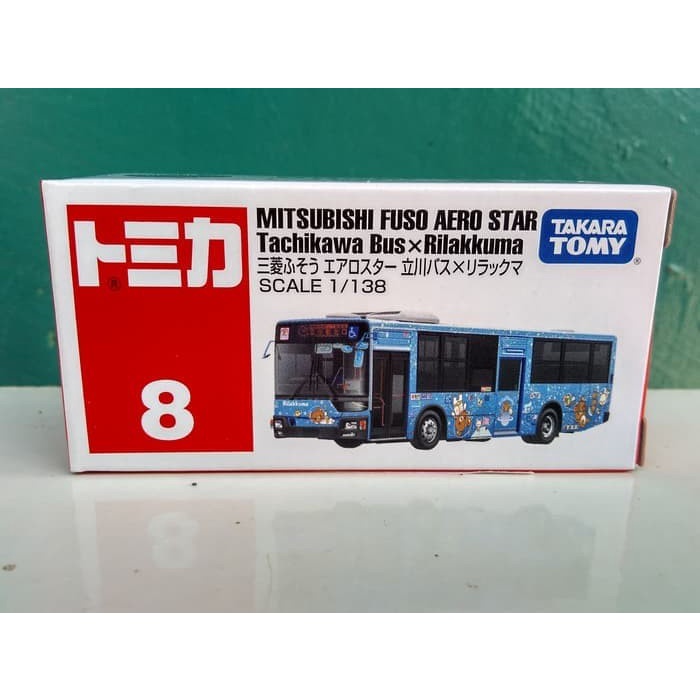 トミカ
®
8
MITSUBISHI FUSO AERO STAR
Tachikawa Bus×Rilakkuma
三菱ふそう エアロスター 立川バス×リラックマ
SCALE 1/138
TAKARA
TOMY®
Rilakkuma